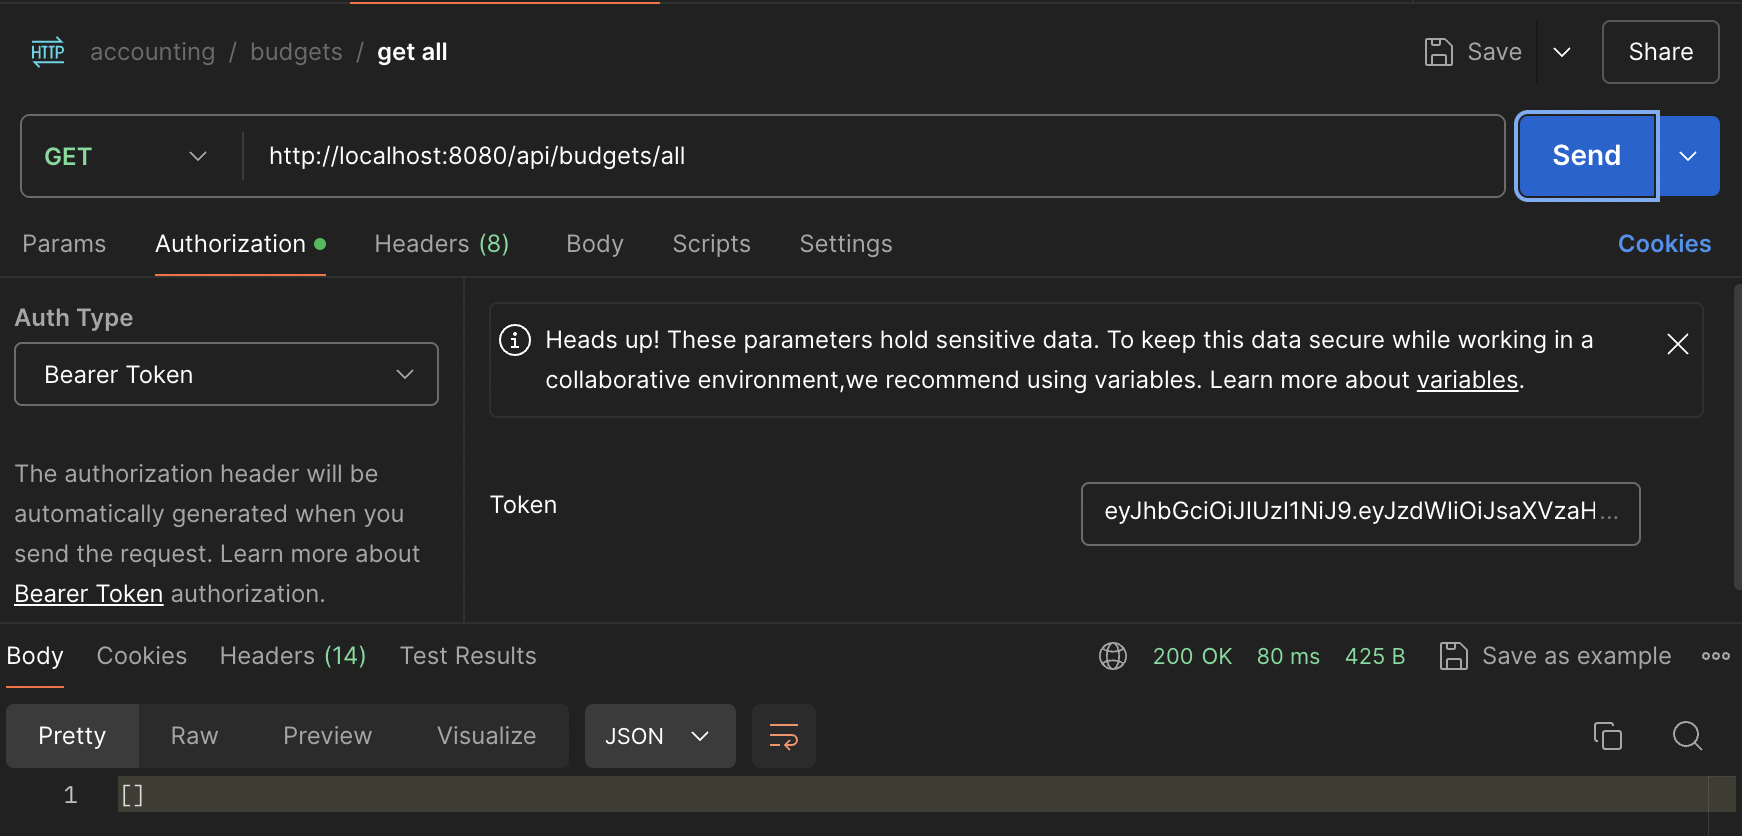 HTTP accounting / budgets / get all Save Share
GET http://localhost:8080/api/budgets/all Send
Params Authorization Headers (8) Body Scripts Settings Cookies
Auth Type
Bearer Token
The authorization header will be
automatically generated when you
send the request. Learn more about
Bearer Token authorization.
Heads up! These parameters hold sensitive data. To keep this data secure while working in a
collaborative environment,we recommend using variables. Learn more about variables.
Token eyJhbGciOiJIUzI1NiJ9.eyJzdWIiOiJsaXVzaH...
Body Cookies Headers (14) Test Results 200 OK 80 ms 425 B Save as example
Pretty Raw Preview Visualize JSON
1 []